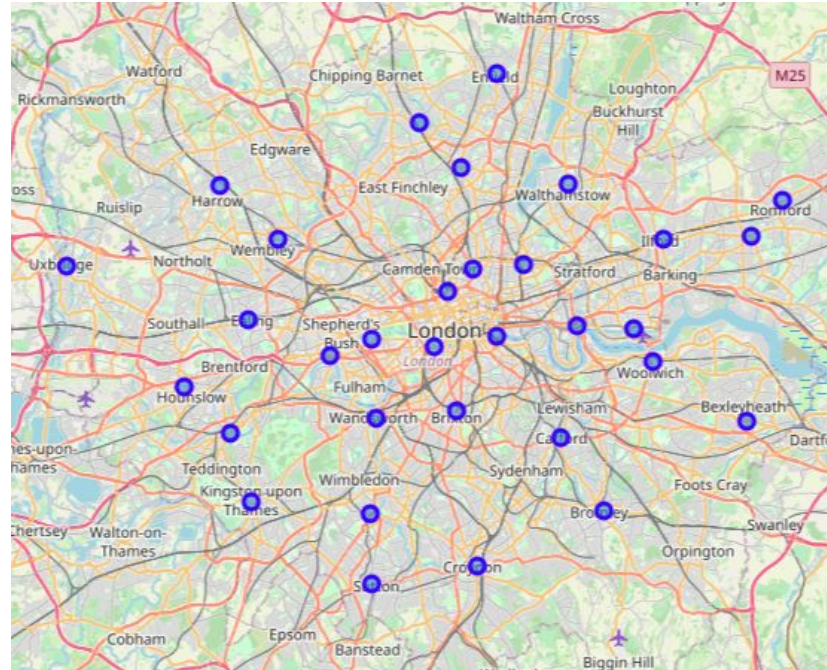 Waltham Cross
Watford
Chipping Barnet
Enfield
M25
Loughton
Rickmansworth
Buckhurst
Hill
Edgware
East Finchley
Walthamstow
oss
Harrow
Ruislip
Romford
Wembley
Ilford
Uxbridge
Northolt
Camden Town
Stratford
Barking
Southall
Ealing
Shepherd's
Bush
London
London
Brentford
Woolwich
Fulham
Hounslow
Wandsworth
Brixton
Lewisham
Bexleyheath
Catford
Dartfo
nes-upon-
hames
Teddington
Sydenham
Wimbledon
Foots Cray
Kingston upon
Thames
Bromley
Swanley
Chertsey
Walton-on-
Thames
Orpington
Croydon
Sutton
Epsom
Cobham
Banstead
Biggin Hill